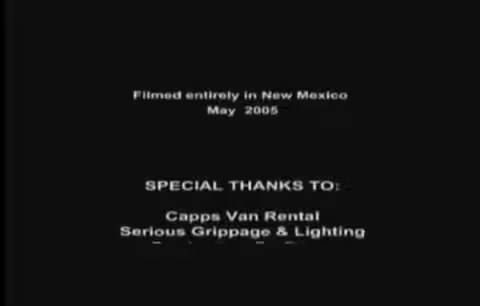 Filmed entirely in New Mexico
May 2005
SPECIAL THANKS TO:
Capps Van Rental
Serious Grippage & Lighting